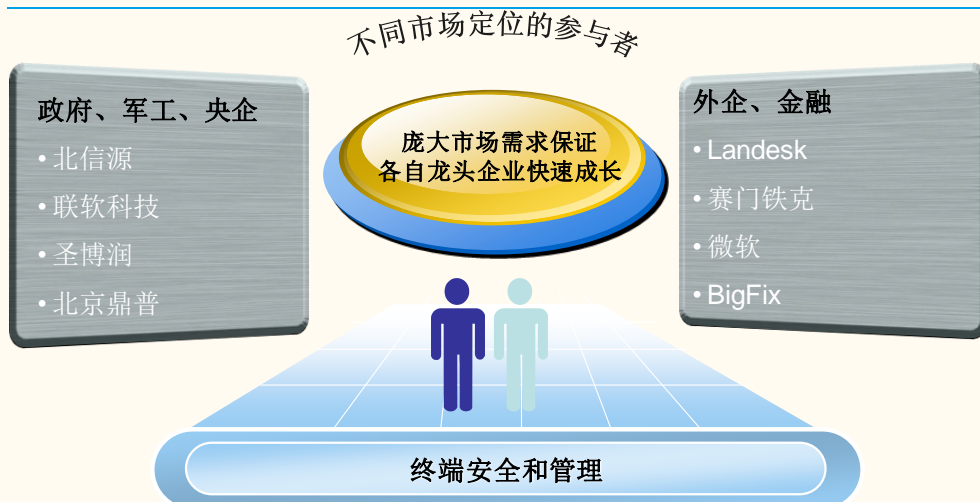 不同市场定位的参与者
政府、军工、央企
• 北信源
• 联软科技
• 圣博润
• 北京鼎普
庞大市场需求保证
各自龙头企业快速成长
外企、金融
• Landesk
• 赛门铁克
• 微软
• BigFix
终端安全和管理